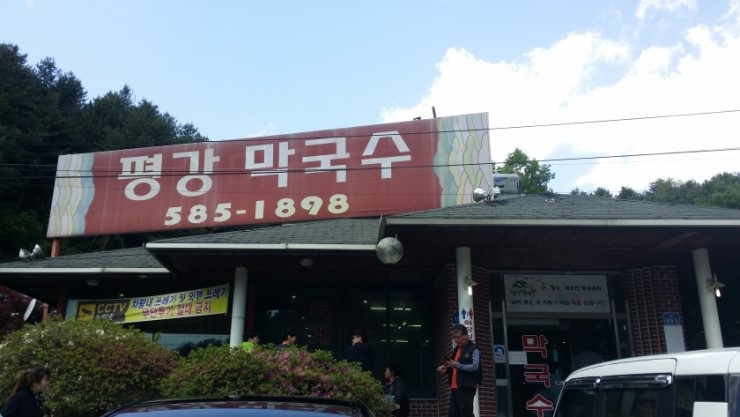 평강 막국수
585-1898
CCTV
차량내 쓰레기 및 외부 쓰레기
무단투기 절대 금지
막국수